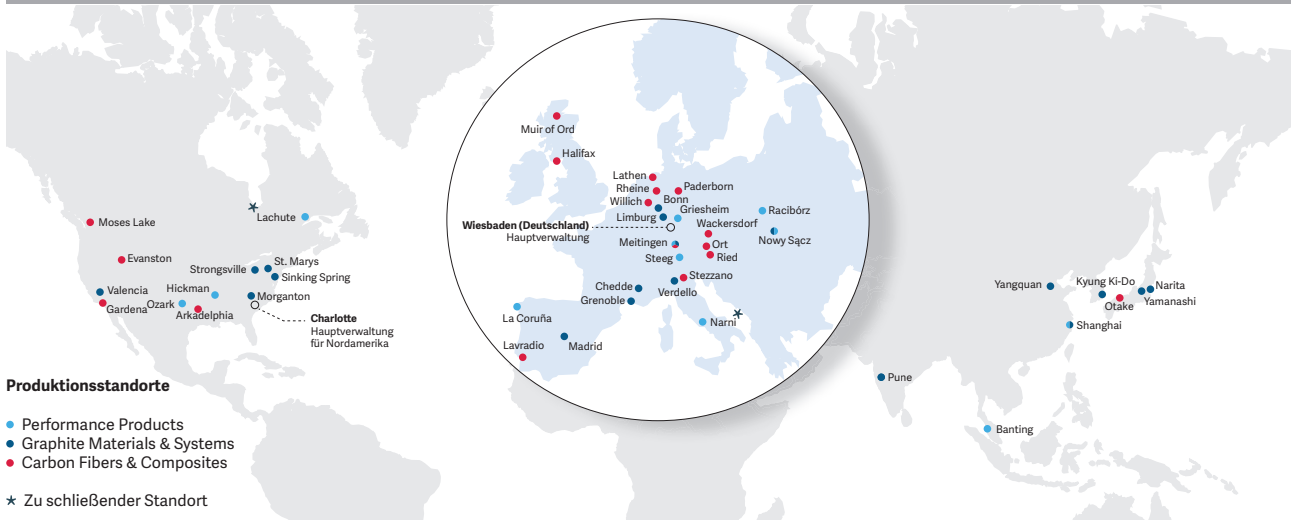 Muir of Ord
Halifax
Lathen
Rheine
Willich
Bonn
Paderborn
Limburg
Griesheim
Racibórz
Wiesbaden (Deutschland)
Hauptverwaltung
Wackersdorf
Nowy Sącz
Meitingen
Ort
Steeg
Ried
Stezzano
Chedde
Verdello
Grenoble
La Coruña
Narni
Lavradio
Madrid
Moses Lake
Lachute
Evanston
Strongsville
St. Marys
Sinking Spring
Valencia
Hickman
Morganton
Gardena
Ozark
Arkadelphia
Charlotte
Hauptverwaltung
für Nordamerika
Yangquan
Kyung Ki-Do
Narita
Otake
Yamanashi
Shanghai
Pune
Banting
Produktionsstandorte
Performance Products
Graphite Materials & Systems
Carbon Fibers & Composites
Zu schließender Standort